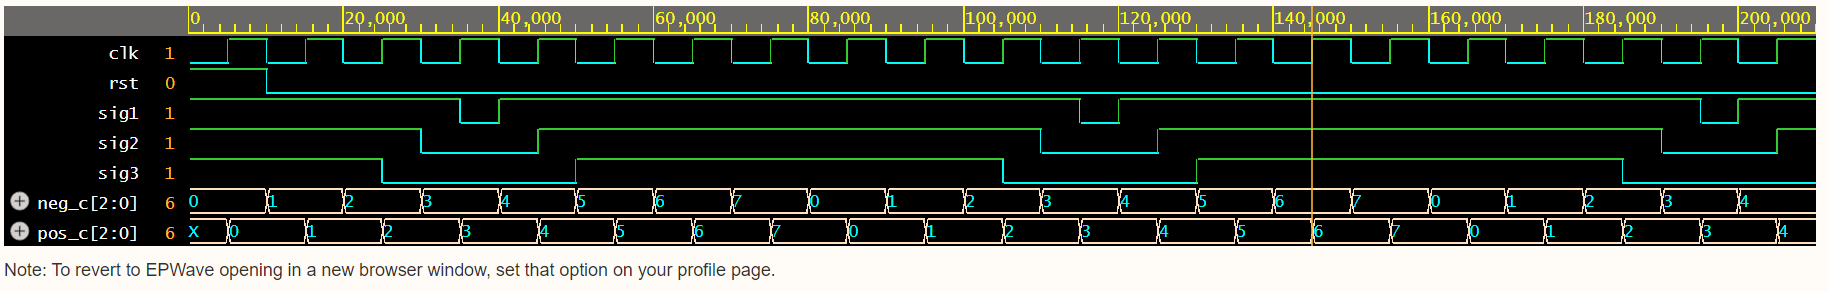 0 20,000 40,000 60,000 80,000 100,000 120,000 140,000 160,000 180,000 200,000
clk 1
rst 0
sig1 1
sig2 1
sig3 1
neg_c[2:0] 6 0 1 2 3 4 5 6 7 0 1 2 3 4 5 6 7 0 1 2 3 4
pos_c[2:0] 6 X 0 1 2 3 4 5 6 7 0 1 2 3 4 5 6 7 0 1 2 3 4
Note: To revert to EPWave opening in a new browser window, set that option on your profile page.